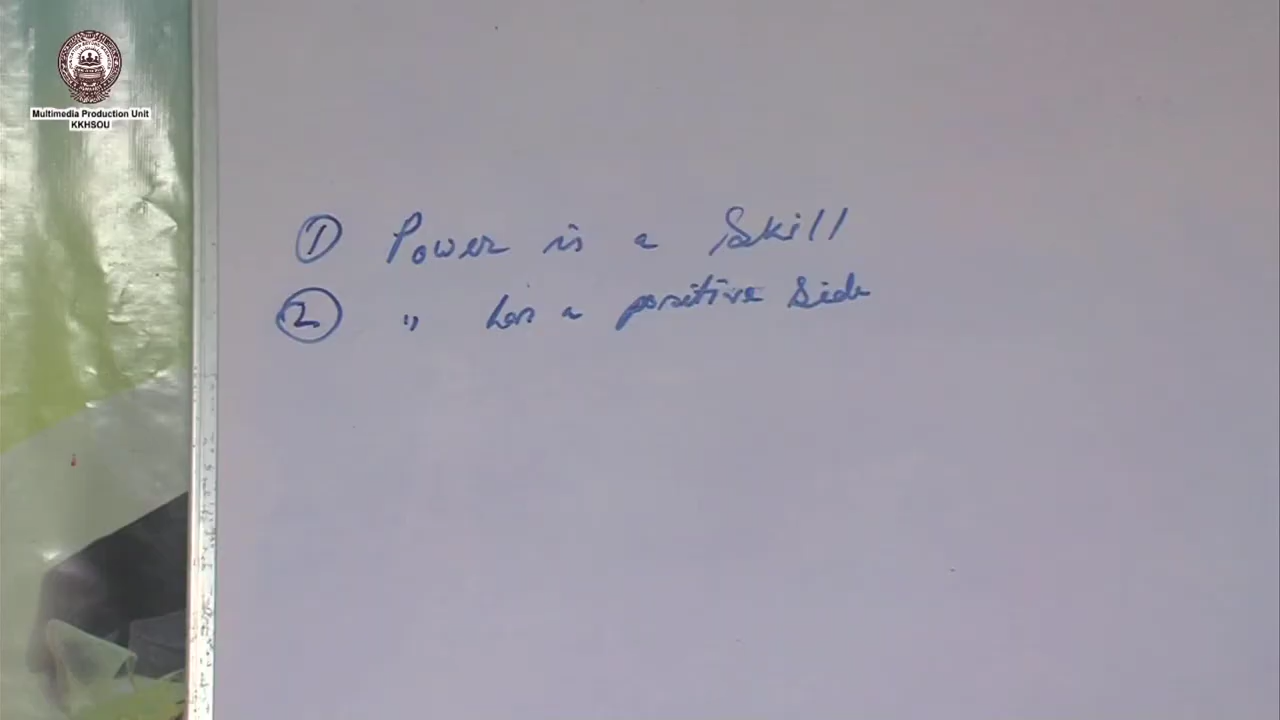 Multimedia Production Unit
KKHSOU
① Power is a Skill
② " has a positive side